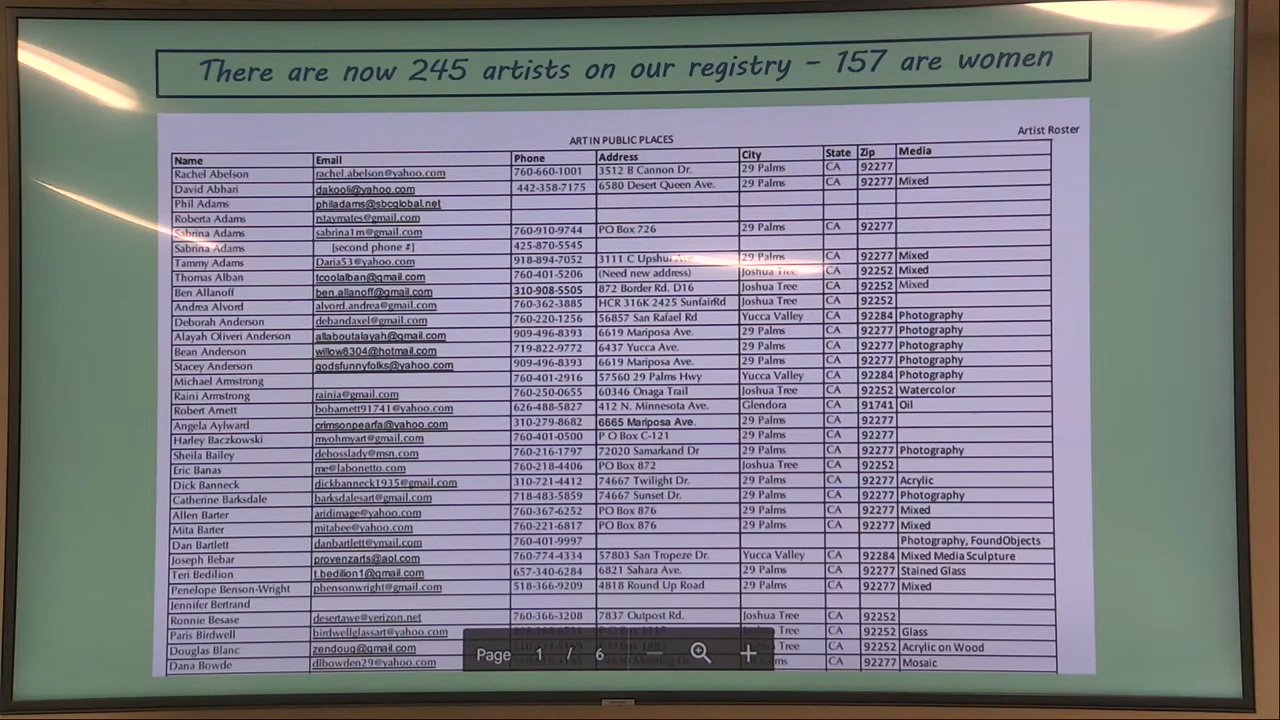 There are now 245 artists on our registry – 157 are women
Artist Roster
ART IN PUBLIC PLACES
Name Email Phone Address City State Zip Media
Rachel Abelson rachel.abelson@yahoo.com 760-660-1001 3512 B Cannon Dr. 29 Palms CA 92277
David Abhari dakooli@yahoo.com 442-358-7175 6580 Desert Queen Ave. 29 Palms CA 92277 Mixed
Phil Adams philadams@sbcglobal.net
Roberta Adams rstaymates@gmail.com
Sabrina Adams sabrina1m@gmail.com 760-910-9744 PO Box 726 29 Palms CA 92277
Sabrina Adams [second phone #] 425-870-5545
Tammy Adams Daria53@yahoo.com 918-894-7052 3111 C Upshur Ave. 29 Palms CA 92277 Mixed
Thomas Alban tcoolalban@gmail.com 760-401-5206 (Need new address) Joshua Tree CA 92252 Mixed
Ben Allanoff ben.allanoff@gmail.com 310-908-5505 872 Border Rd. D16 Joshua Tree CA 92252 Mixed
Andrea Alvord alvord.andrea@gmail.com 760-362-3885 HCR 316K 2425 SunfairRd Joshua Tree CA 92252
Deborah Anderson debandaxel@gmail.com 760-220-1256 56857 San Rafael Rd Yucca Valley CA 92284 Photography
Alayah Oliveri Anderson allaboutalayah@gmail.com 909-496-8393 6619 Mariposa Ave. 29 Palms CA 92277 Photography
Bean Anderson willow8304@hotmail.com 719-822-9772 6437 Yucca Ave. 29 Palms CA 92277 Photography
Stacey Anderson godsfunnyfolks@yahoo.com 909-496-8393 6619 Mariposa Ave. 29 Palms CA 92277 Photography
Michael Armstrong 760-401-2916 57560 29 Palms Hwy Yucca Valley CA 92284 Photography
Raini Armstrong rainia@gmail.com 760-250-0655 60346 Onaga Trail Joshua Tree CA 92252 Watercolor
Robert Arnett bobarnett91741@yahoo.com 626-488-5827 412 N. Minnesota Ave. Glendora CA 91741 Oil
Angela Aylward crimsonpearfa@yahoo.com 310-279-8682 6665 Mariposa Ave. 29 Palms CA 92277
Harley Baczkowski myohmyart@gmail.com 760-401-0500 P O Box C-121 29 Palms CA 92277
Sheila Bailey debosslady@msn.com 760-216-1797 72020 Samarkand Dr 29 Palms CA 92277 Photography
Eric Banas me@labonetto.com 760-218-4406 PO Box 872 Joshua Tree CA 92252
Dick Banneck dickbanneck1935@gmail.com 310-721-4412 74667 Twilight Dr. 29 Palms CA 92277 Acrylic
Catherine Barksdale barksdalesart@gmail.com 718-483-5859 74667 Sunset Dr. 29 Palms CA 92277 Photography
Allen Barter aridimage@yahoo.com 760-367-6252 PO Box 876 29 Palms CA 92277 Mixed
Mita Barter mitabee@yahoo.com 760-221-6817 PO Box 876 29 Palms CA 92277 Mixed
Dan Bartlett danbartlett@ymail.com 760-401-9997 Photography, FoundObjects
Joseph Bebar provenzarts@aol.com 760-774-4334 57803 San Tropeze Dr. Yucca Valley CA 92284 Mixed Media Sculpture
Teri Bedilion t.bedilion1@gmail.com 657-340-6284 6821 Sahara Ave. 29 Palms CA 92277 Stained Glass
Penelope Benson-Wright pbensonwright@gmail.com 518-366-9209 4818 Round Up Road 29 Palms CA 92277 Mixed
Jennifer Bertrand
Ronnie Besase desertawe@verizon.net 760-366-3208 7837 Outpost Rd. Joshua Tree CA 92252
Paris Birdwell birdwellglassart@yahoo.com Tree CA 92252 Glass
Douglas Blanc zendoug@gmail.com Tree CA 92252 Acrylic on Wood
Dana Bowde dlbowden29@yahoo.com CA 92277 Mosaic
Page 1 / 6